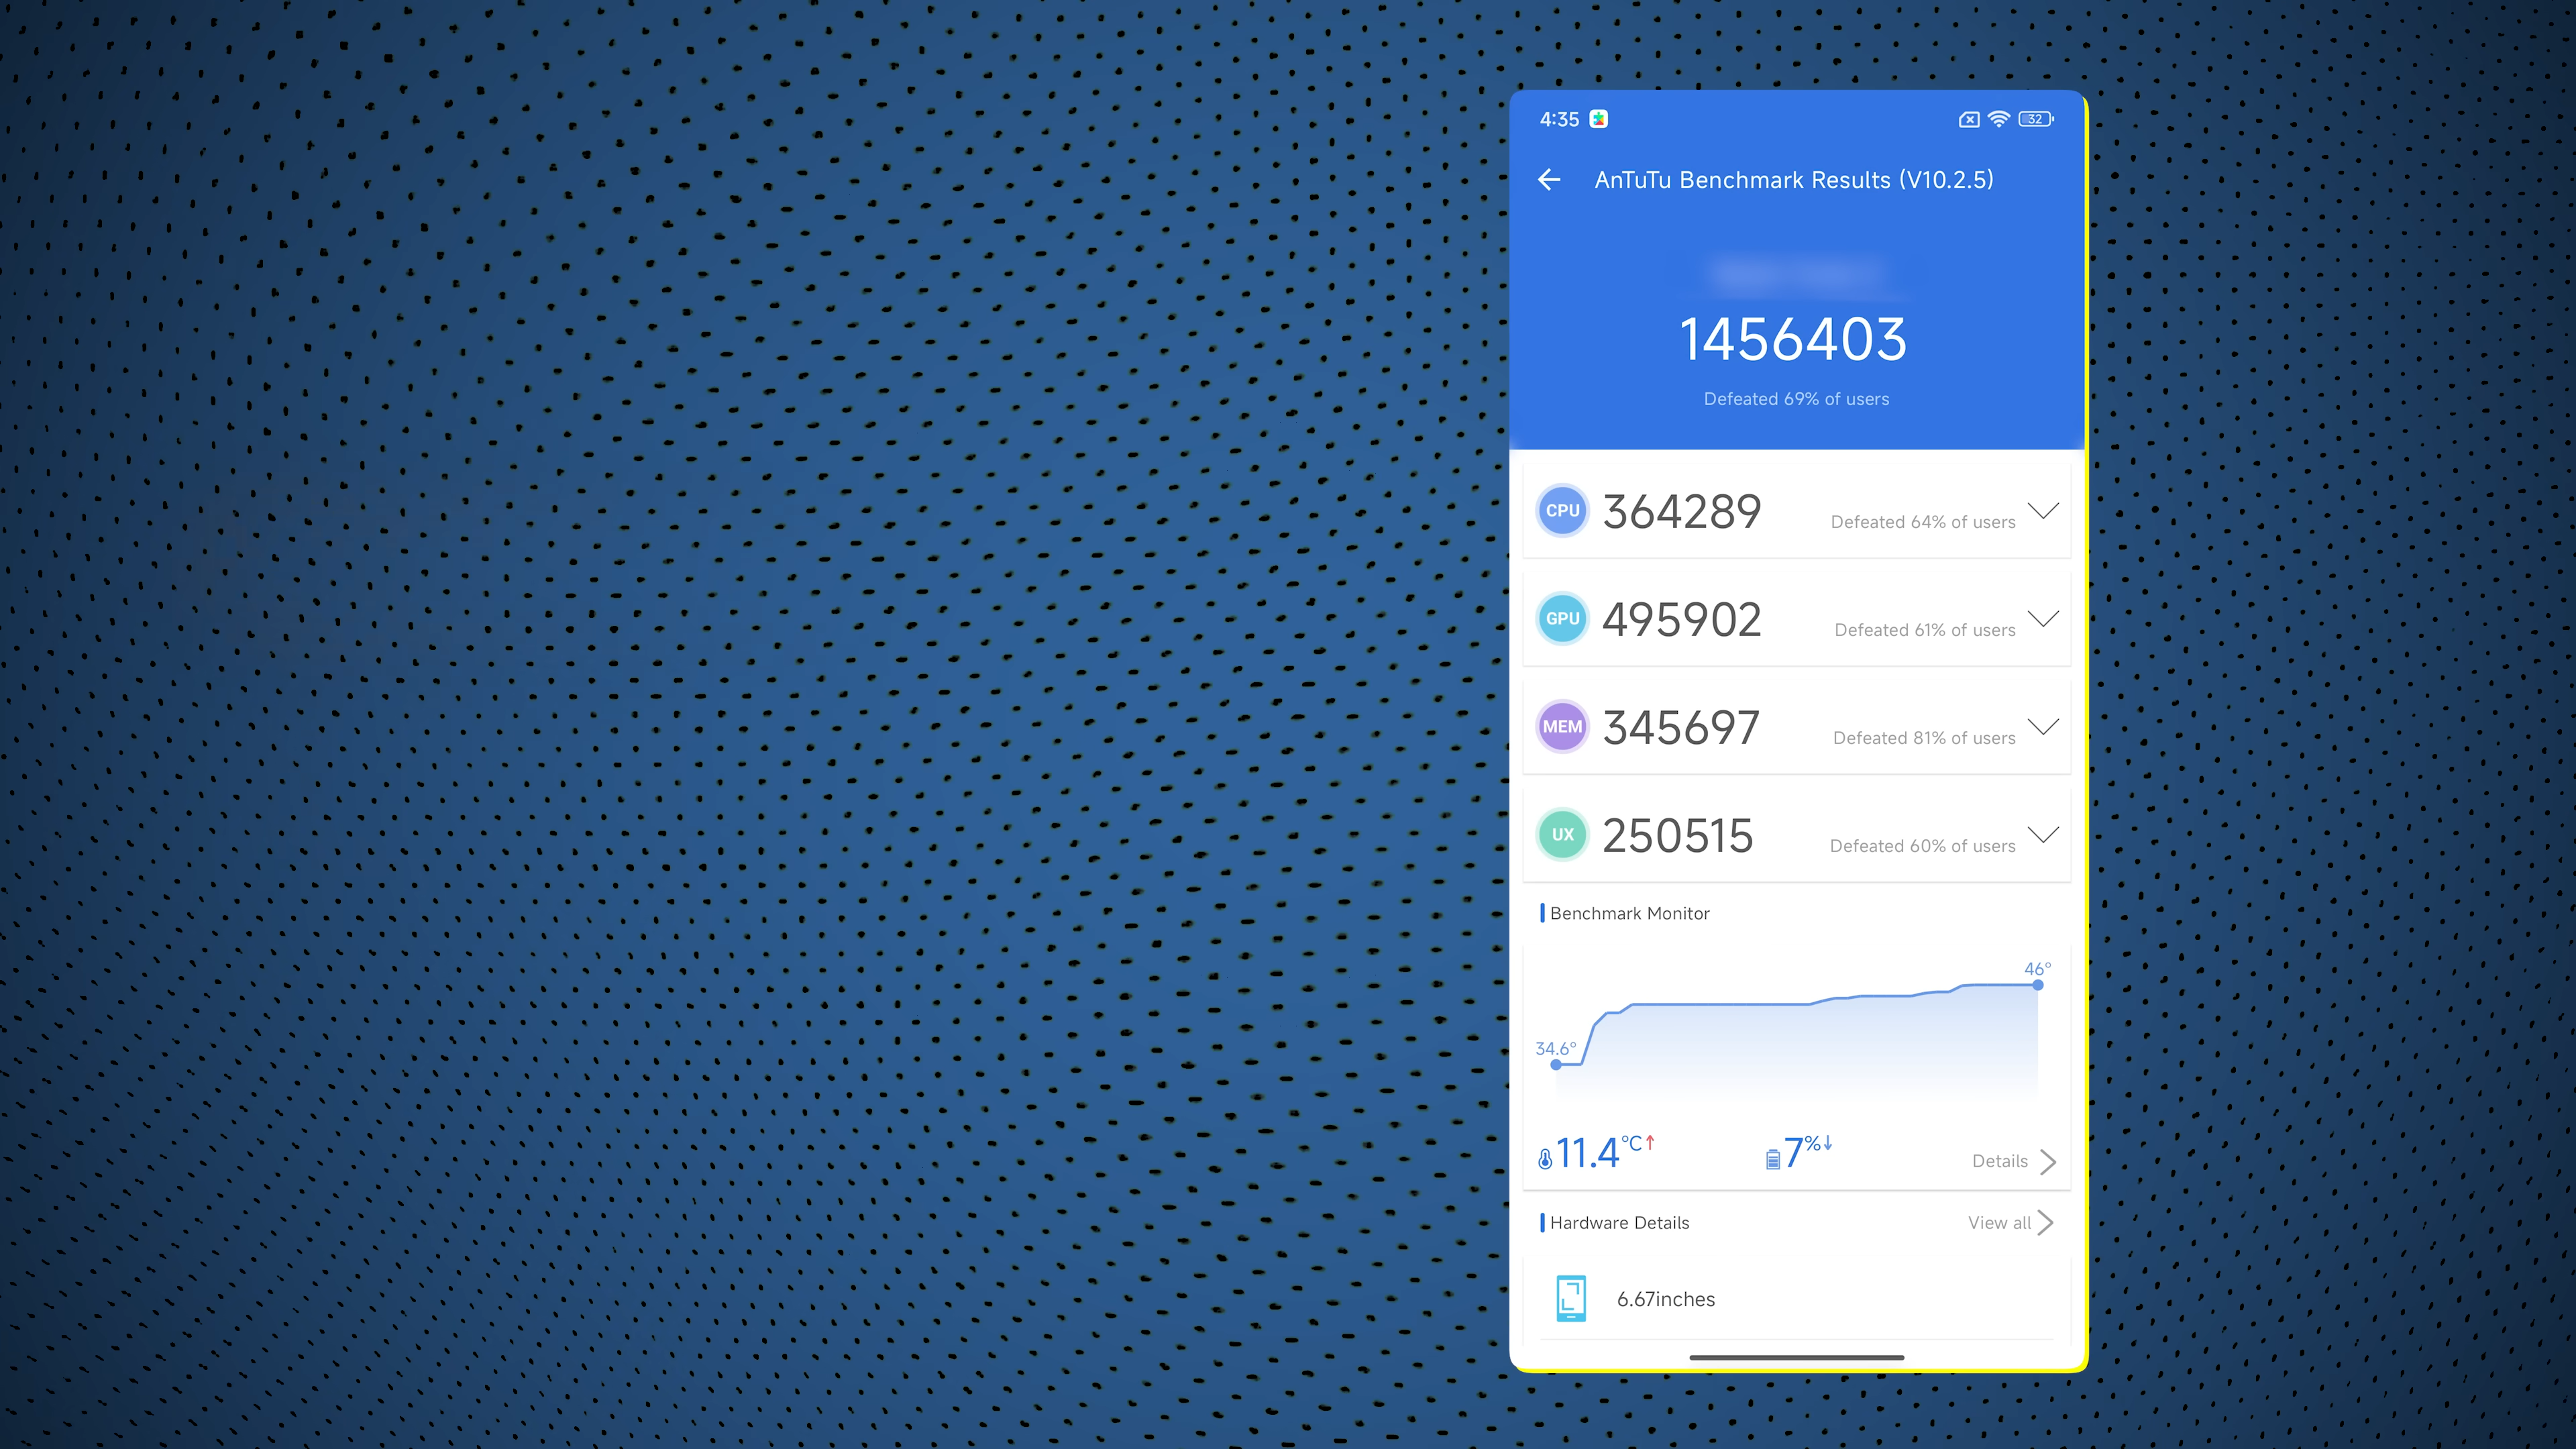 4:35
32
AnTuTu Benchmark Results (V10.2.5)
1456403
Defeated 69% of users
CPU 364289 Defeated 64% of users
GPU 495902 Defeated 61% of users
MEM 345697 Defeated 81% of users
UX 250515 Defeated 60% of users
Benchmark Monitor
46°
34.6°
11.4°C↑ 7%↓ Details
Hardware Details View all
6.67inches